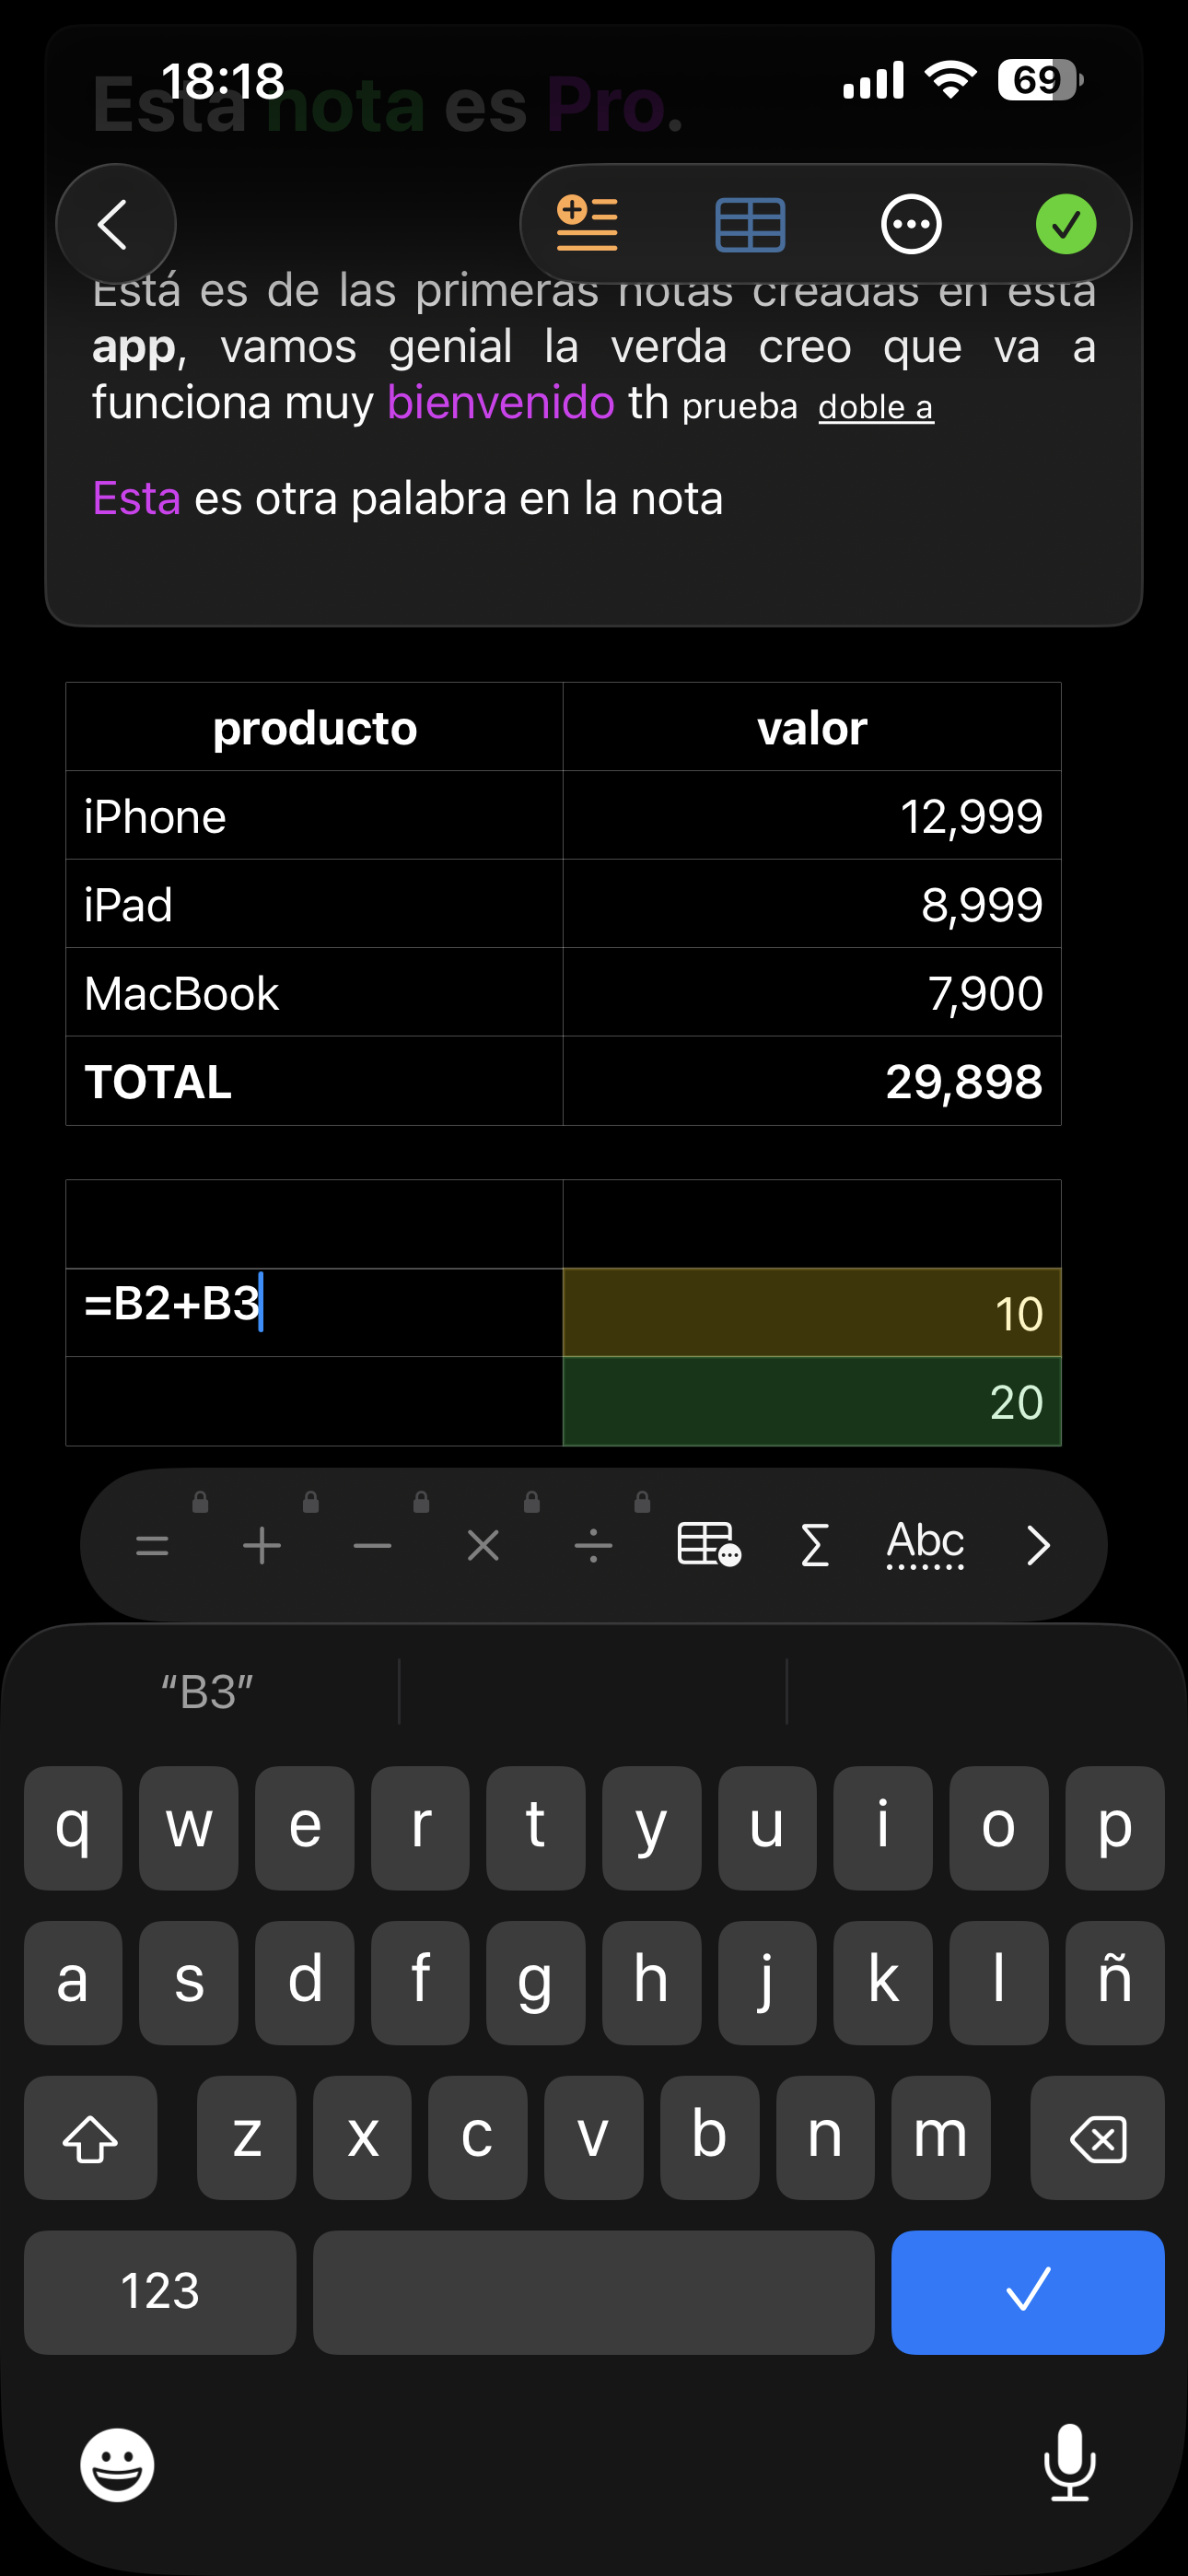 18:18
69
Esta nota es Pro.
Está es de las primeras notas creadas en esta
app, vamos genial la verda creo que va a
funciona muy bienvenido th prueba doble a
Esta es otra palabra en la nota
producto valor
iPhone 12,999
iPad 8,999
MacBook 7,900
TOTAL 29,898
=B2+B3 10
20
= + − × ÷ Σ Abc
“B3”
q w e r t y u i o p
a s d f g h j k l ñ
z x c v b n m
123